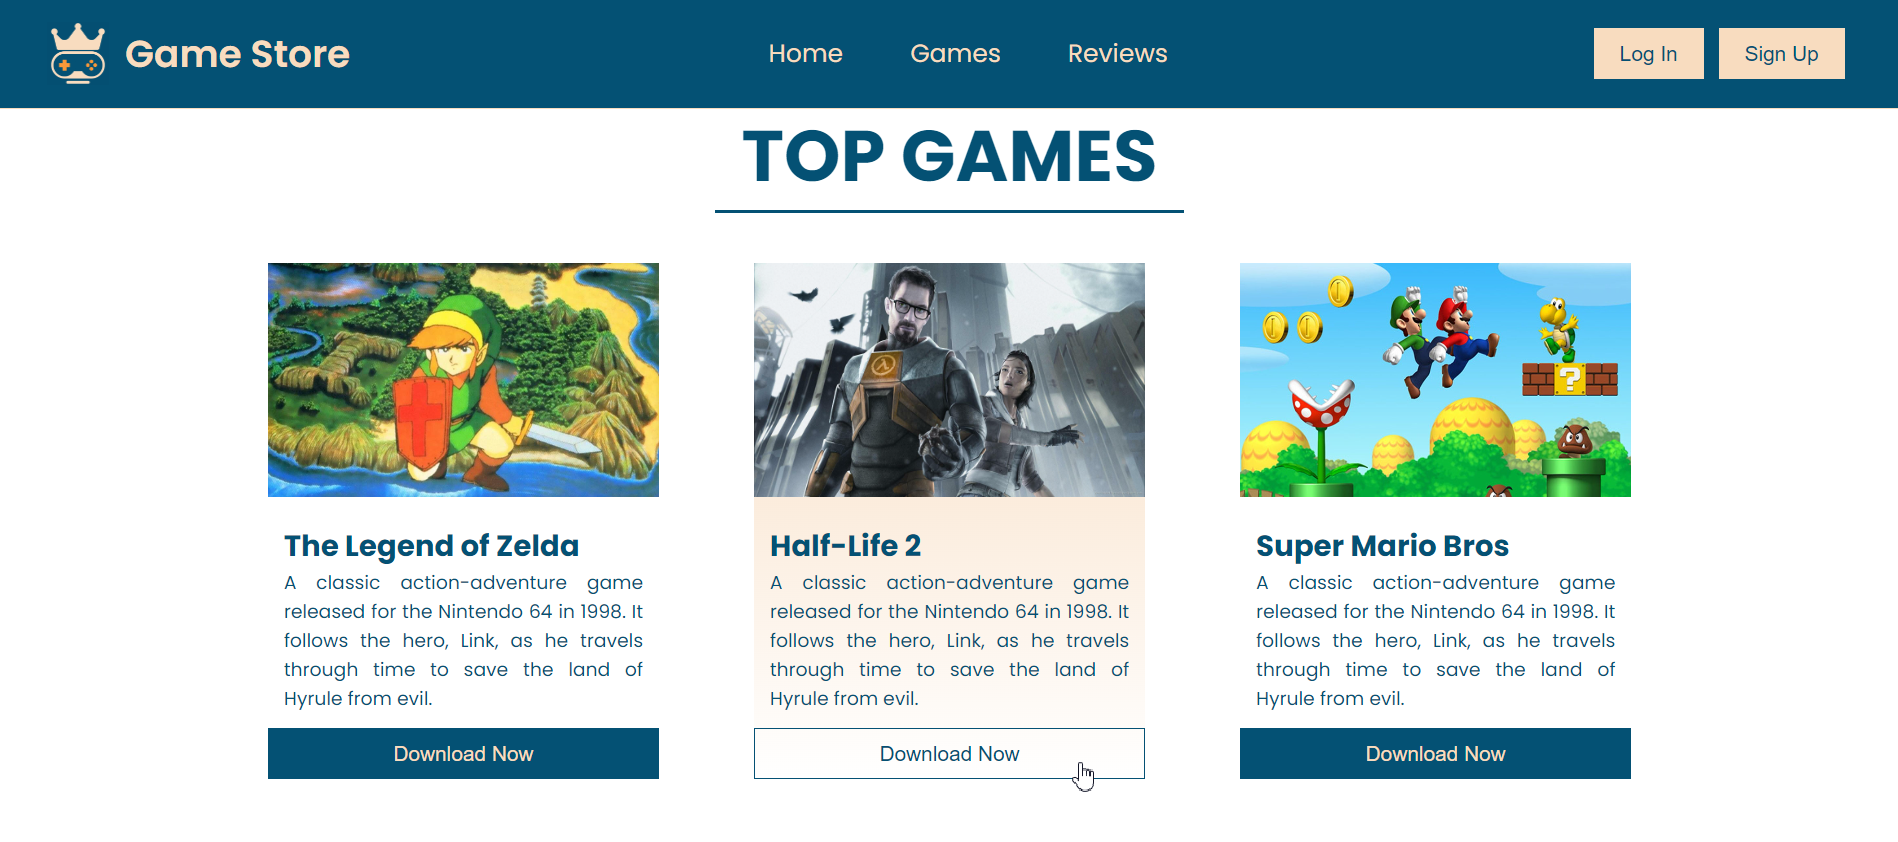 Game Store
Home
Games
Reviews
Log In
Sign Up
TOP GAMES
The Legend of Zelda
A classic action-adventure game
released for the Nintendo 64 in 1998. It
follows the hero, Link, as he travels
through time to save the land of
Hyrule from evil.
Download Now
Half-Life 2
A classic action-adventure game
released for the Nintendo 64 in 1998. It
follows the hero, Link, as he travels
through time to save the land of
Hyrule from evil.
Download Now
?
Super Mario Bros
A classic action-adventure game
released for the Nintendo 64 in 1998. It
follows the hero, Link, as he travels
through time to save the land of
Hyrule from evil.
Download Now